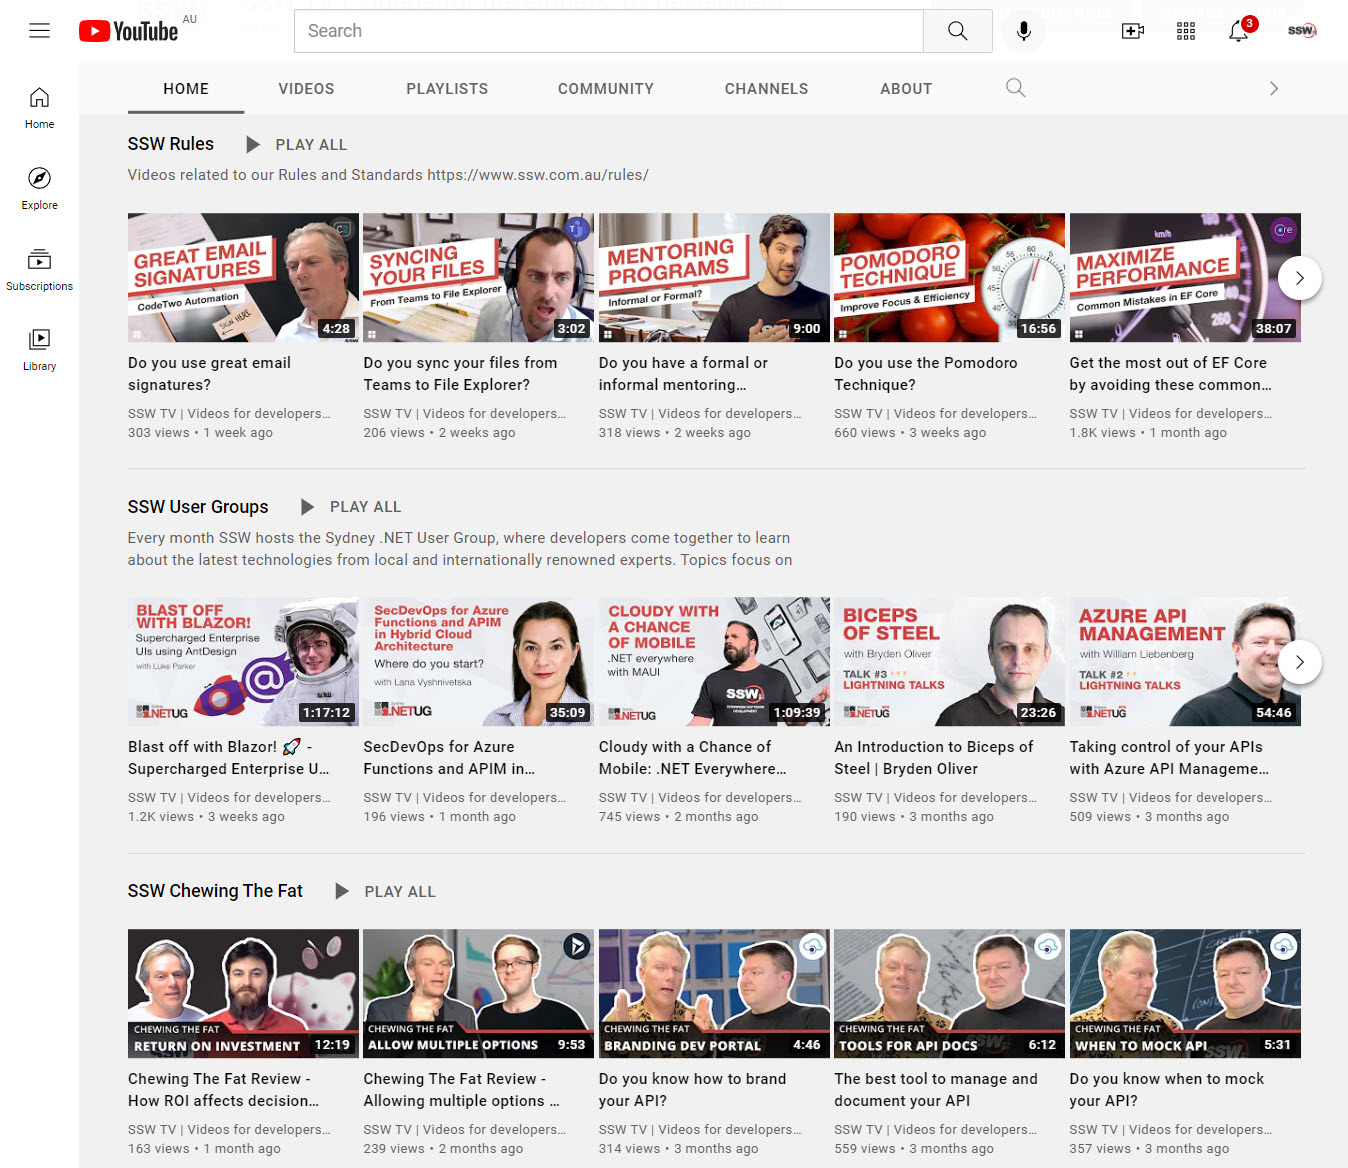 YouTube AU
Search
3
SSW
Home
Explore
Subscriptions
Library
HOME VIDEOS PLAYLISTS COMMUNITY CHANNELS ABOUT
SSW Rules PLAY ALL
Videos related to our Rules and Standards https://www.ssw.com.au/rules/
GREAT EMAIL
SIGNATURES
CodeTwo Automation
SIGN HERE
4:28
SYNCING
YOUR FILES
From Teams to File Explorer
3:02
MENTORING
PROGRAMS
Informal or Formal?
9:00
POMODORO
TECHNIQUE
Improve Focus & Efficiency
16:56
km/h
Core
MAXIMIZE
PERFORMANCE
Common Mistakes in EF Core
38:07
Do you use great email
signatures?
SSW TV | Videos for developers…
303 views • 1 week ago
Do you sync your files from
Teams to File Explorer?
SSW TV | Videos for developers…
206 views • 2 weeks ago
Do you have a formal or
informal mentoring…
SSW TV | Videos for developers…
318 views • 2 weeks ago
Do you use the Pomodoro
Technique?
SSW TV | Videos for developers…
660 views • 3 weeks ago
Get the most out of EF Core
by avoiding these common…
SSW TV | Videos for developers…
1.8K views • 1 month ago
SSW User Groups PLAY ALL
Every month SSW hosts the Sydney .NET User Group, where developers come together to learn
about the latest technologies from local and internationally renowned experts. Topics focus on
BLAST OFF
WITH BLAZOR!
Supercharged Enterprise
UIs using AntDesign
with Luke Parker
.NETUG
1:17:12
SecDevOps for Azure
Functions and APIM
in Hybrid Cloud
Architecture
Where do you start?
with Lana Vyshnivetska
.NETUG
35:09
CLOUDY WITH
A CHANCE
OF MOBILE
.NET everywhere
with MAUI
SSW
.NETUG
1:09:39
BICEPS
OF STEEL
with Bryden Oliver
TALK #3
LIGHTNING TALKS
.NETUG
23:26
AZURE API
MANAGEMENT
with William Liebenberg
TALK #2
LIGHTNING TALKS
.NETUG
54:46
Blast off with Blazor! 🚀 -
Supercharged Enterprise U…
SSW TV | Videos for developers…
1.2K views • 3 weeks ago
SecDevOps for Azure
Functions and APIM in…
SSW TV | Videos for developers…
196 views • 1 month ago
Cloudy with a Chance of
Mobile: .NET Everywhere…
SSW TV | Videos for developers…
745 views • 2 months ago
An Introduction to Biceps of
Steel | Bryden Oliver
SSW TV | Videos for developers…
190 views • 3 months ago
Taking control of your APIs
with Azure API Manageme…
SSW TV | Videos for developers…
509 views • 3 months ago
SSW Chewing The Fat PLAY ALL
CHEWING THE FAT
RETURN ON INVESTMENT
12:19
CHEWING THE FAT
ALLOW MULTIPLE OPTIONS
9:53
CHEWING THE FAT
BRANDING DEV PORTAL
4:46
CHEWING THE FAT
TOOLS FOR API DOCS
6:12
CHEWING THE FAT
WHEN TO MOCK API
5:31
Chewing The Fat Review -
How ROI affects decision…
SSW TV | Videos for developers…
163 views • 1 month ago
Chewing The Fat Review -
Allowing multiple options …
SSW TV | Videos for developers…
239 views • 2 months ago
Do you know how to brand
your API?
SSW TV | Videos for developers…
314 views • 3 months ago
The best tool to manage and
document your API
SSW TV | Videos for developers…
559 views • 3 months ago
Do you know when to mock
your API?
SSW TV | Videos for developers…
357 views • 3 months ago